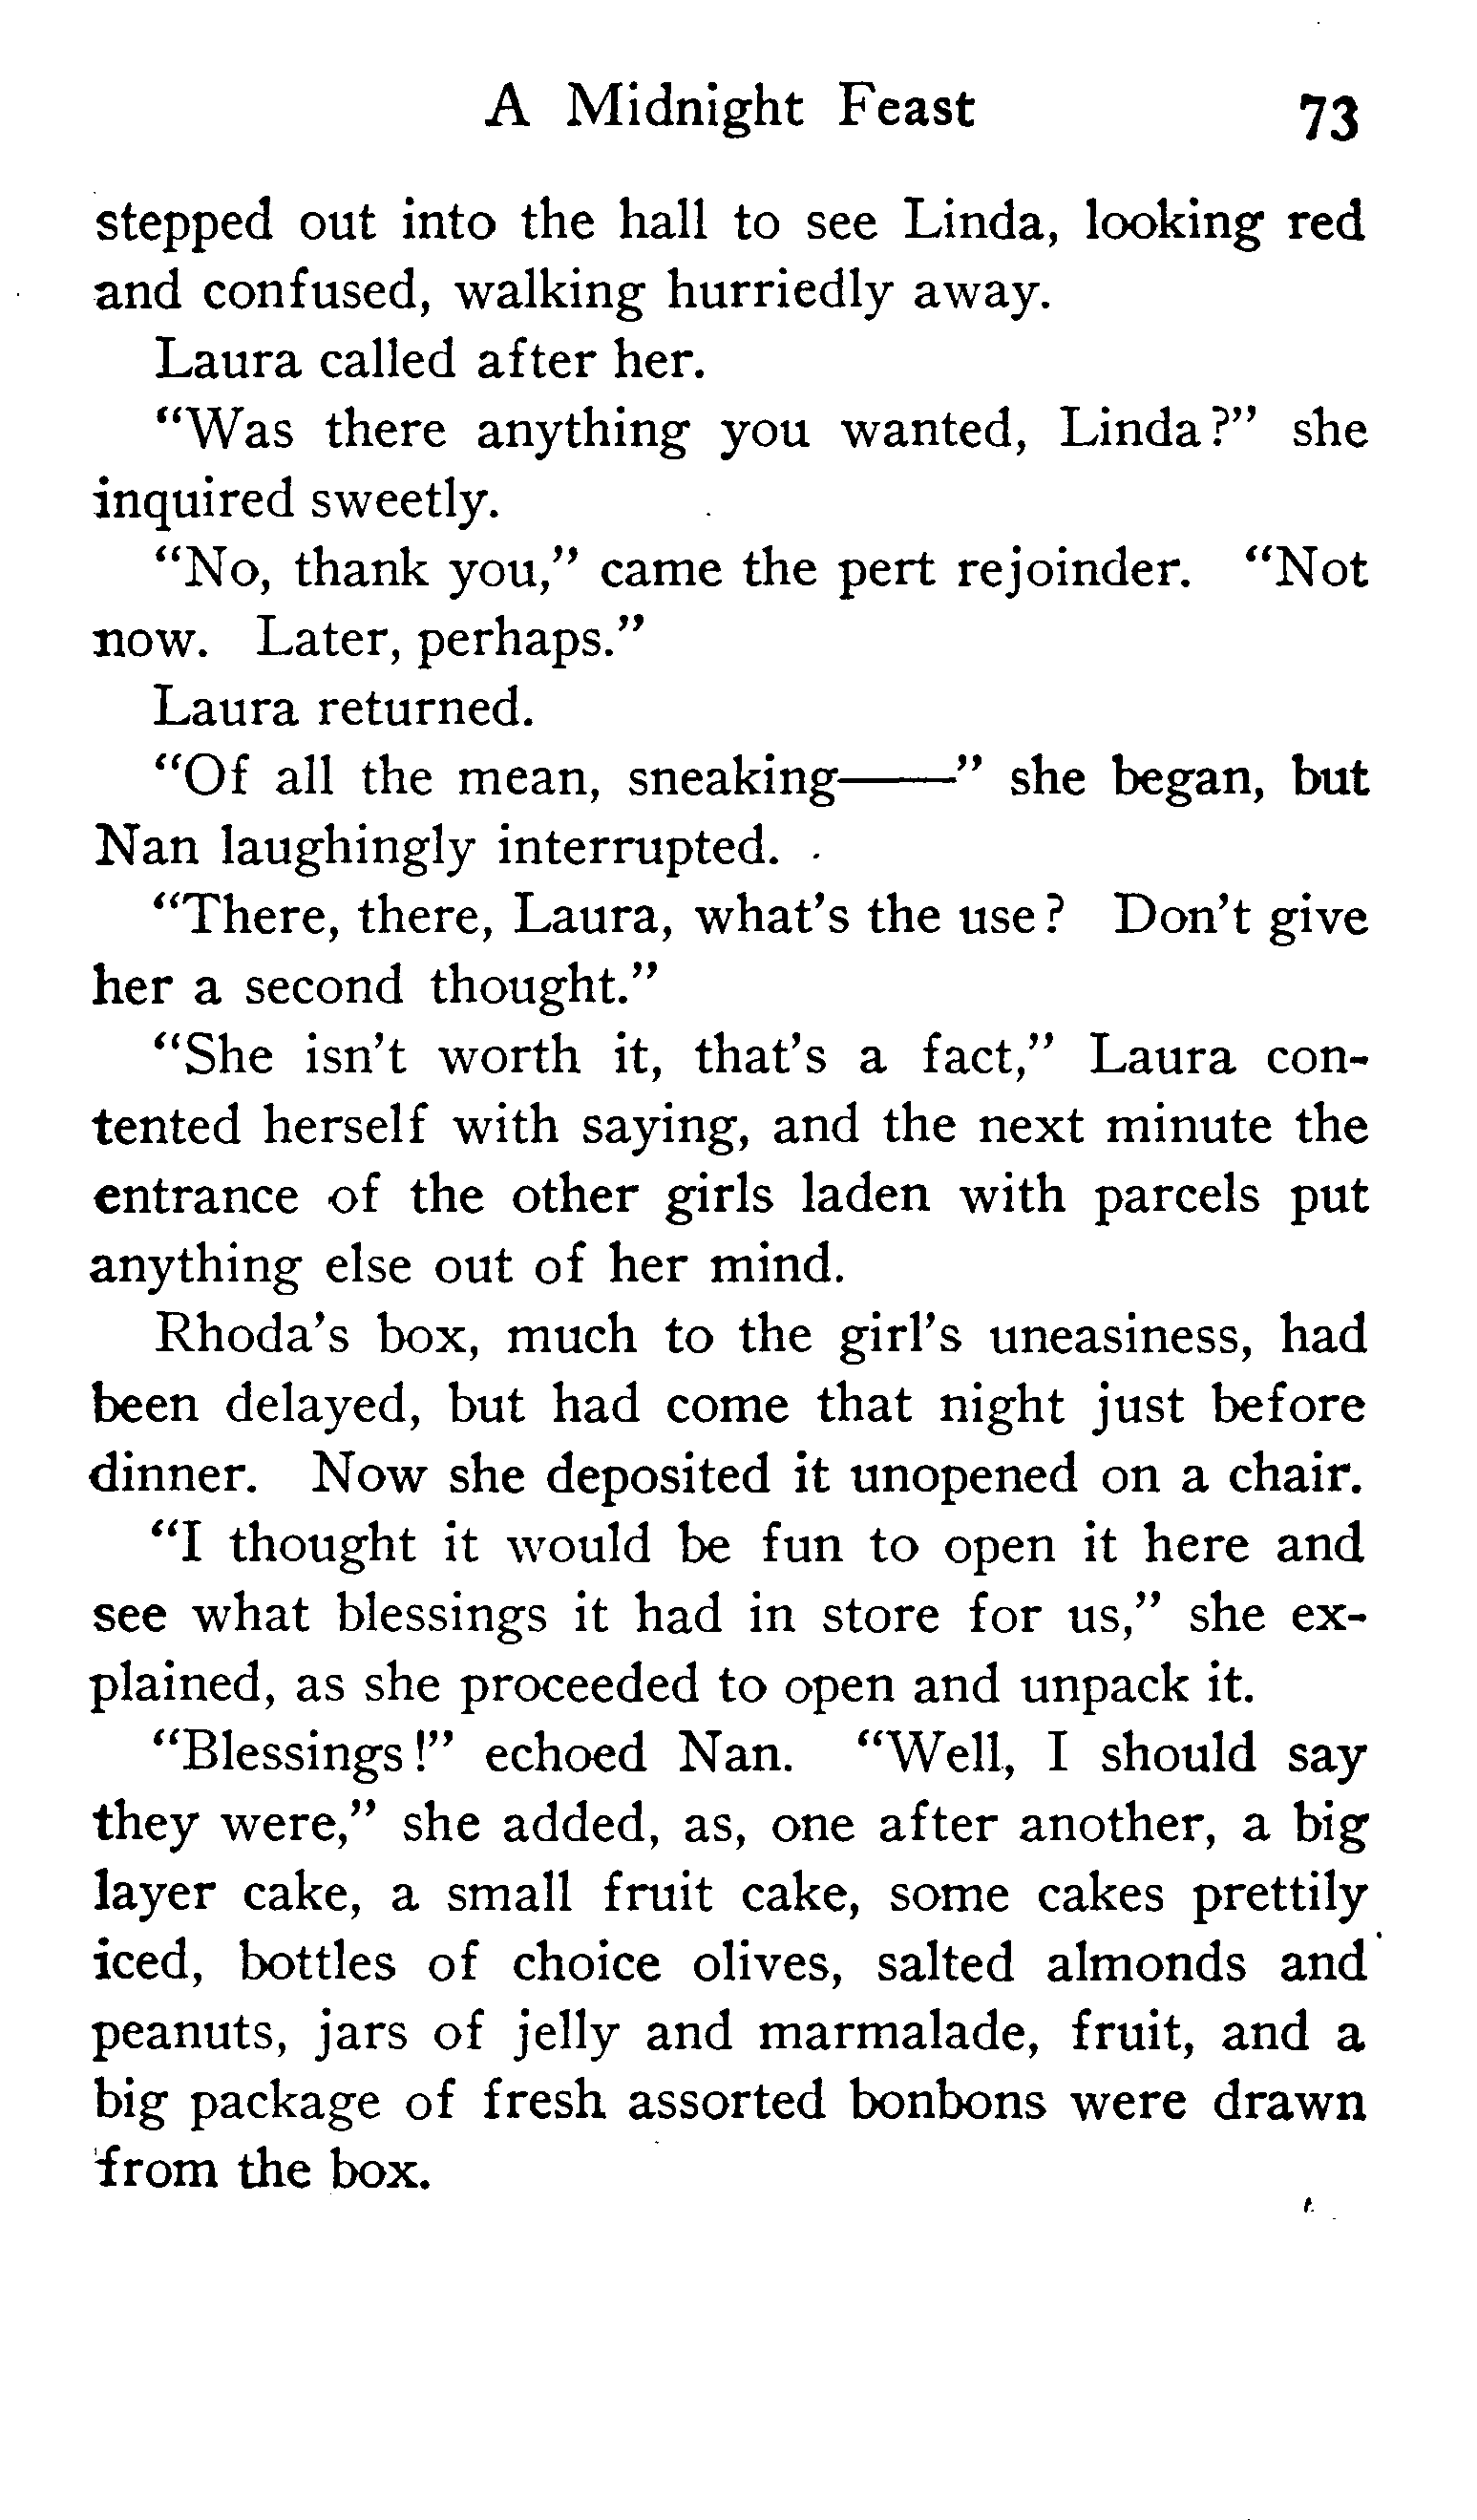 A Midnight Feast 73
stepped out into the hall to see Linda, looking red
and confused, walking hurriedly away.
Laura called after her.
"Was there anything you wanted, Linda?" she
inquired sweetly.
"No, thank you," came the pert rejoinder. "Not
now. Later, perhaps."
Laura returned.
"Of all the mean, sneaking——" she began, but
Nan laughingly interrupted.
"There, there, Laura, what's the use? Don't give
her a second thought."
"She isn't worth it, that's a fact," Laura con-
tented herself with saying, and the next minute the
entrance of the other girls laden with parcels put
anything else out of her mind.
Rhoda's box, much to the girl's uneasiness, had
been delayed, but had come that night just before
dinner. Now she deposited it unopened on a chair.
"I thought it would be fun to open it here and
see what blessings it had in store for us," she ex-
plained, as she proceeded to open and unpack it.
"Blessings!" echoed Nan. "Well, I should say
they were," she added, as, one after another, a big
layer cake, a small fruit cake, some cakes prettily
iced, bottles of choice olives, salted almonds and
peanuts, jars of jelly and marmalade, fruit, and a
big package of fresh assorted bonbons were drawn
from the box.